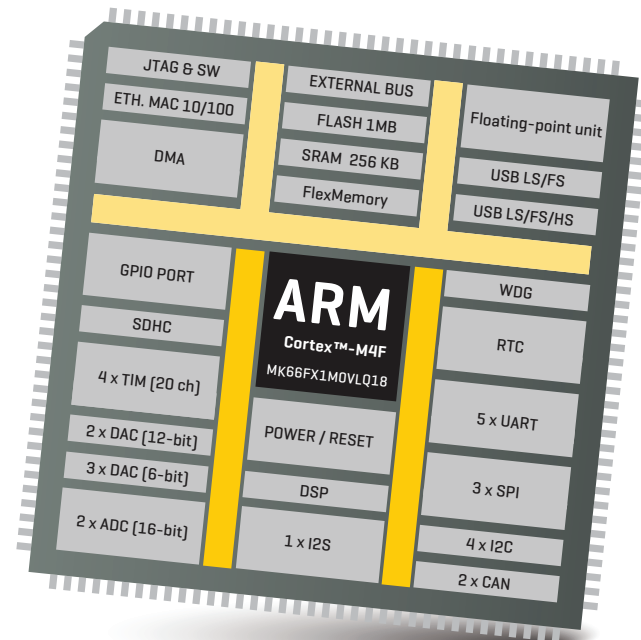 JTAG & SW
ETH. MAC 10/100
DMA
EXTERNAL BUS
FLASH 1MB
SRAM 256 KB
FlexMemory
Floating-point unit
USB LS/FS
USB LS/FS/HS
GPIO PORT
SDHC
4 x TIM (20 ch)
2 x DAC (12-bit)
3 x DAC (6-bit)
2 x ADC (16-bit)
ARM
Cortex™-M4F
MK66FX1M0VLQ18
POWER / RESET
DSP
1 x I2S
WDG
RTC
5 x UART
3 x SPI
4 x I2C
2 x CAN